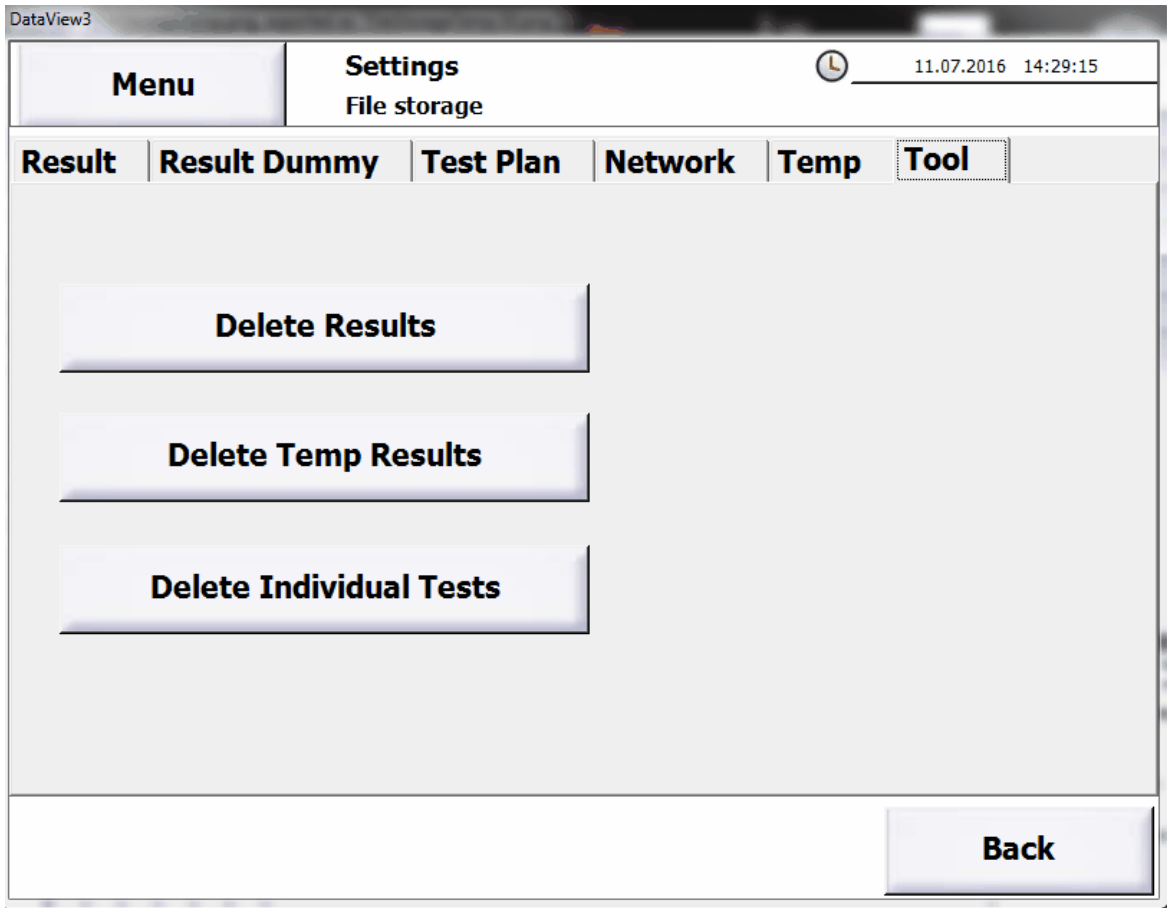 DataView3
Menu
Settings
11.07.2016 14:29:15
File storage
Result Result Dummy Test Plan Network Temp Tool
Delete Results
Delete Temp Results
Delete Individual Tests
Back